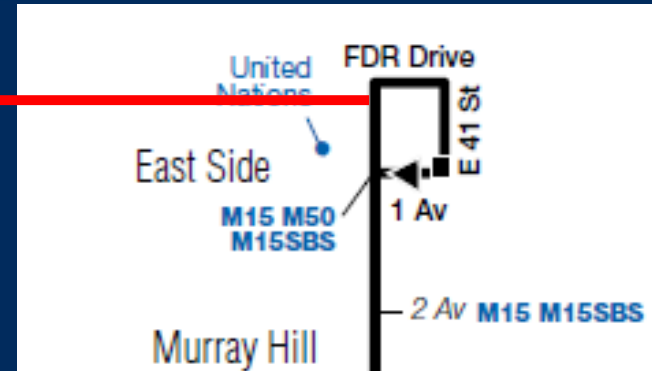 United
Nations
FDR Drive
E 41 St
East Side
M15 M50
M15SBS
1 Av
2 Av M15 M15SBS
Murray Hill